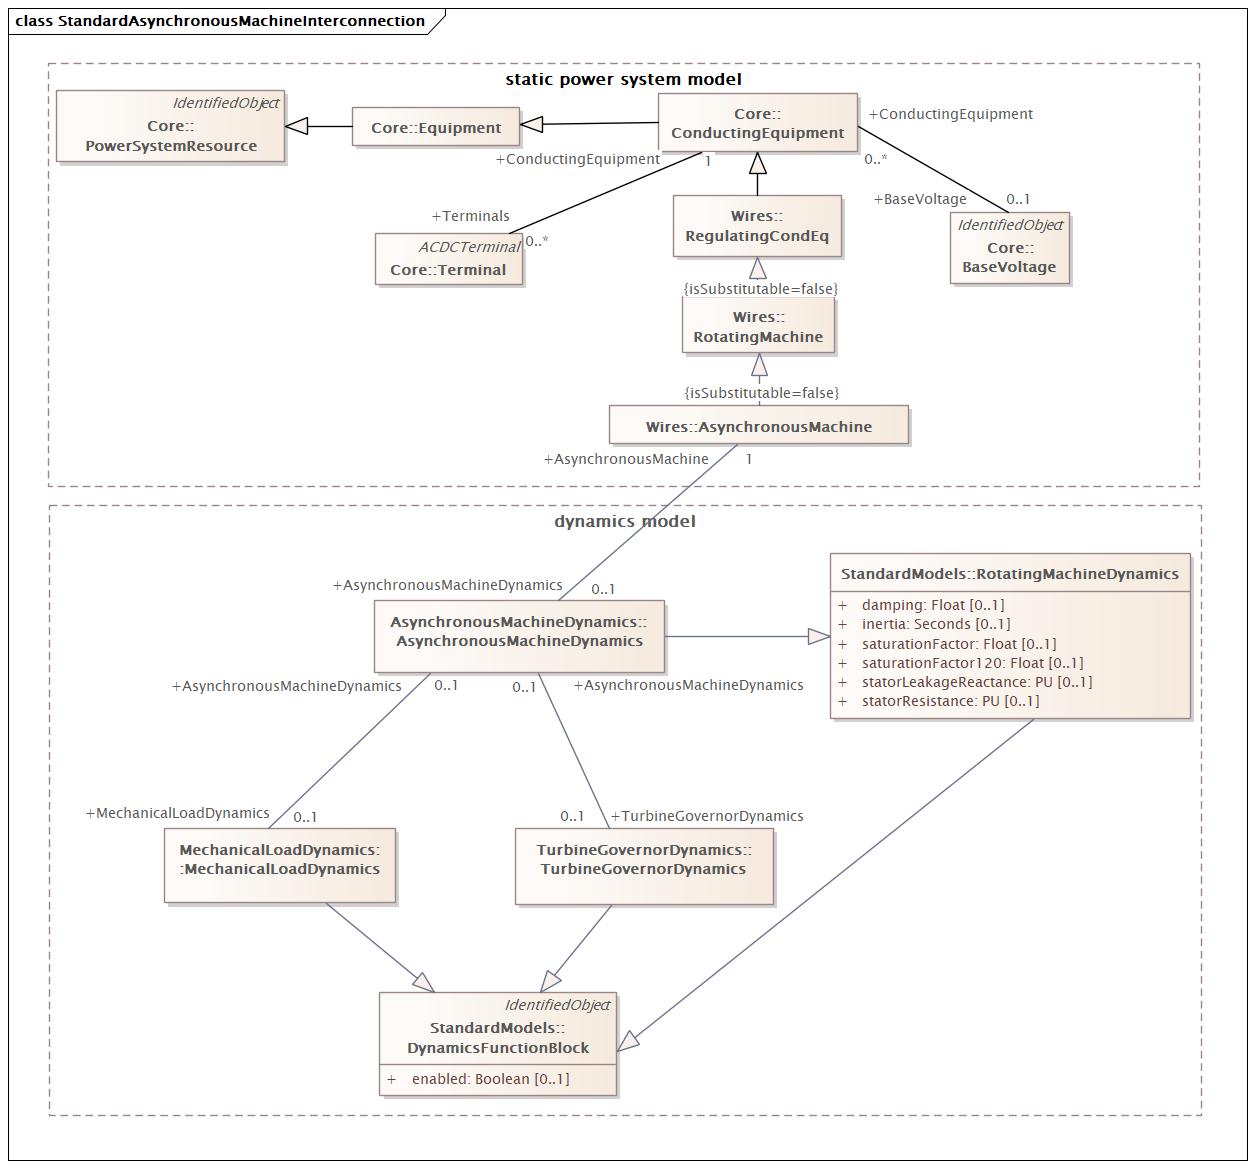 class StandardAsynchronousMachineInterconnection
static power system model
IdentifiedObject
Core::
PowerSystemResource
Core::Equipment
Core::
ConductingEquipment
+ConductingEquipment
+ConductingEquipment
1
0..*
+Terminals
0..*
ACDCTerminal
Core::Terminal
Wires::
RegulatingCondEq
+BaseVoltage
0..1
IdentifiedObject
Core::
BaseVoltage
{isSubstitutable=false}
Wires::
RotatingMachine
{isSubstitutable=false}
Wires::AsynchronousMachine
+AsynchronousMachine
1
dynamics model
+AsynchronousMachineDynamics
0..1
AsynchronousMachineDynamics::
AsynchronousMachineDynamics
StandardModels::RotatingMachineDynamics
+ damping: Float [0..1]
+ inertia: Seconds [0..1]
+ saturationFactor: Float [0..1]
+ saturationFactor120: Float [0..1]
+ statorLeakageReactance: PU [0..1]
+ statorResistance: PU [0..1]
+AsynchronousMachineDynamics
0..1
0..1
+AsynchronousMachineDynamics
+MechanicalLoadDynamics
0..1
0..1
+TurbineGovernorDynamics
MechanicalLoadDynamics:
:MechanicalLoadDynamics
TurbineGovernorDynamics::
TurbineGovernorDynamics
IdentifiedObject
StandardModels::
DynamicsFunctionBlock
+ enabled: Boolean [0..1]